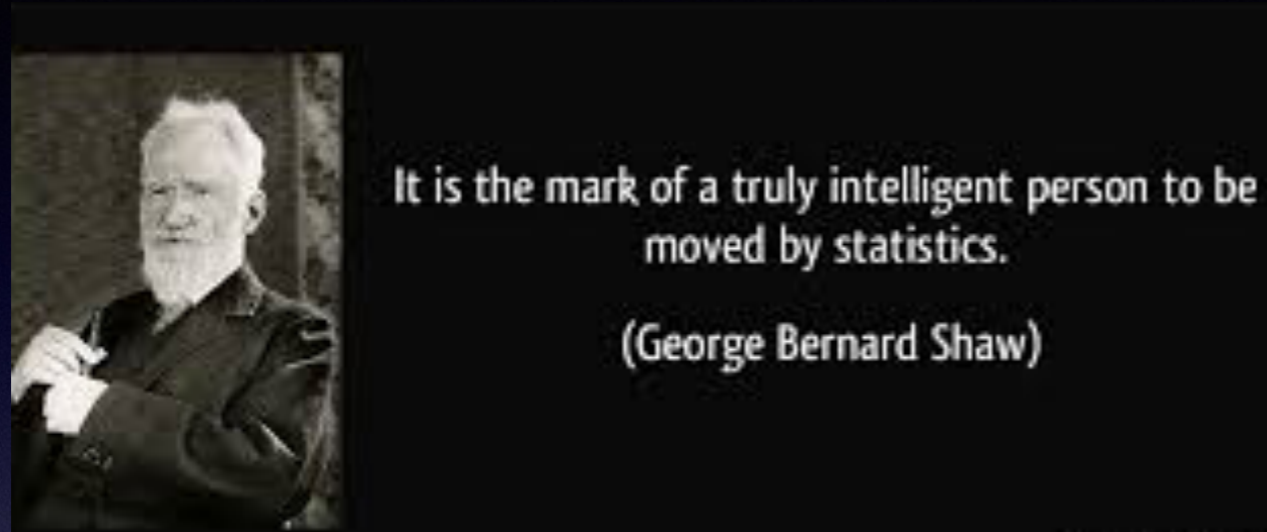 It is the mark of a truly intelligent person to be
moved by statistics.
(George Bernard Shaw)